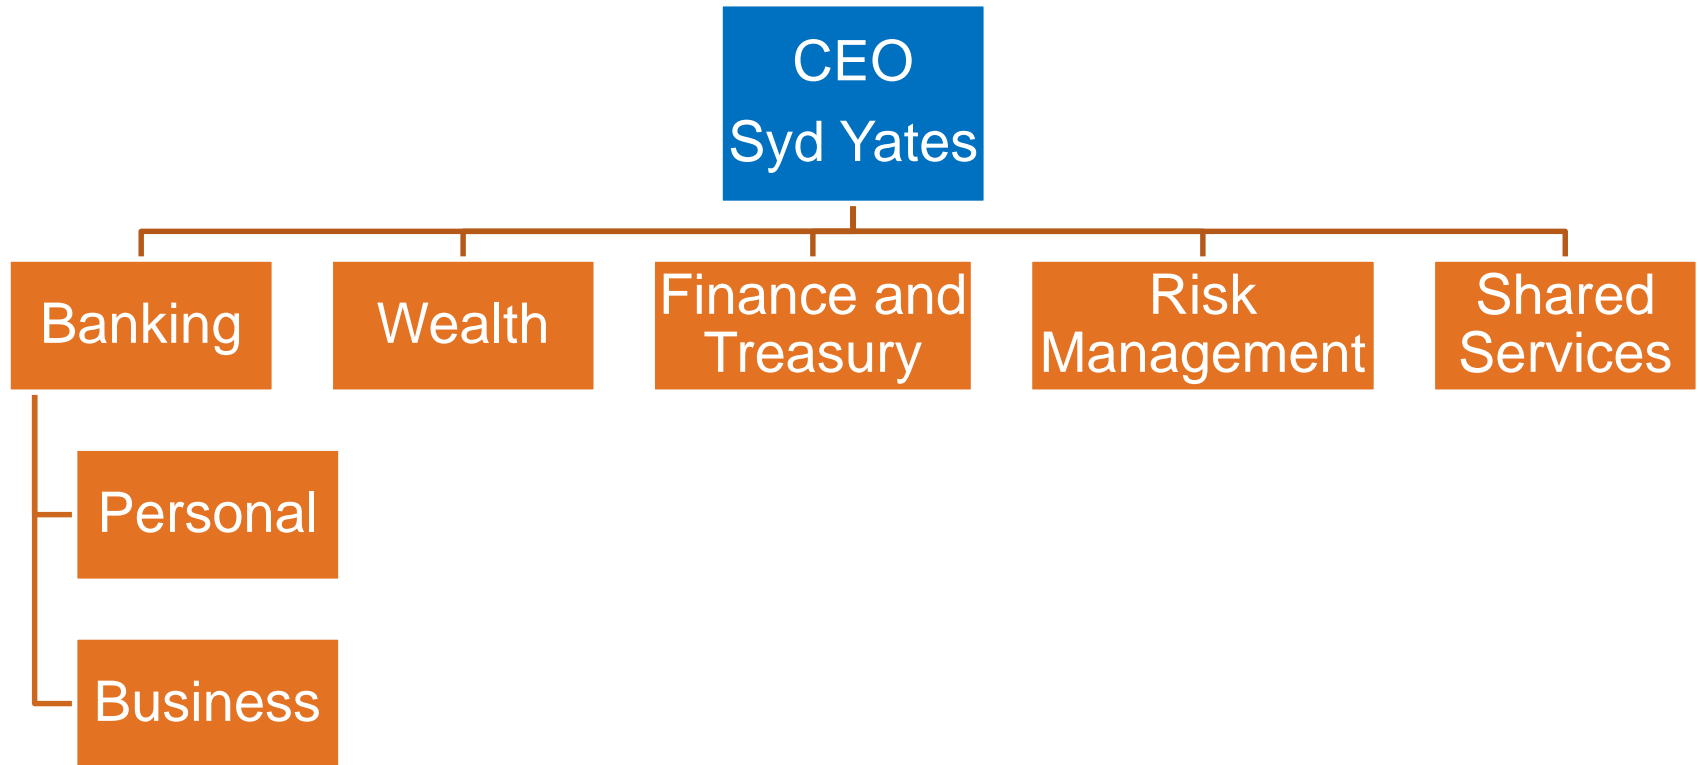 CEO
Syd Yates
Banking
Wealth
Finance and
Treasury
Risk
Management
Shared
Services
Personal
Business